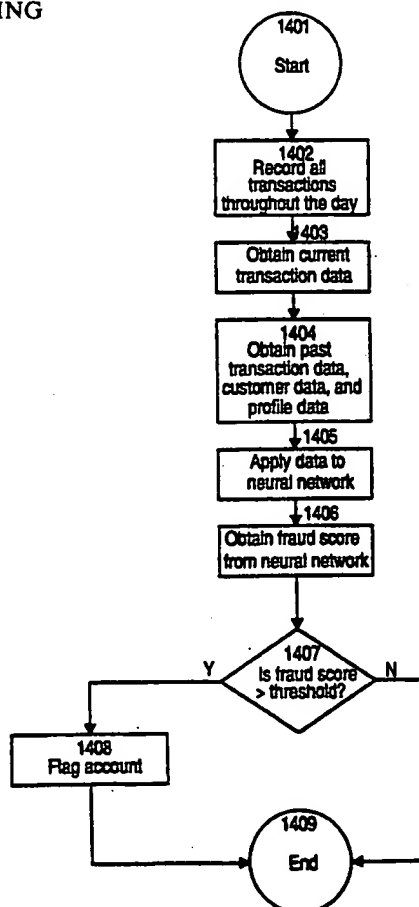 ING
1401
Start
1402
Record all
transactions
throughout the day
1403
Obtain current
transaction data
1404
Obtain past
transaction data,
customer data, and
profile data
1405
Apply data to
neural network
1406
Obtain fraud score
from neural network
1407
Is fraud score
> threshold?
Y
N
1408
Flag account
1409
End